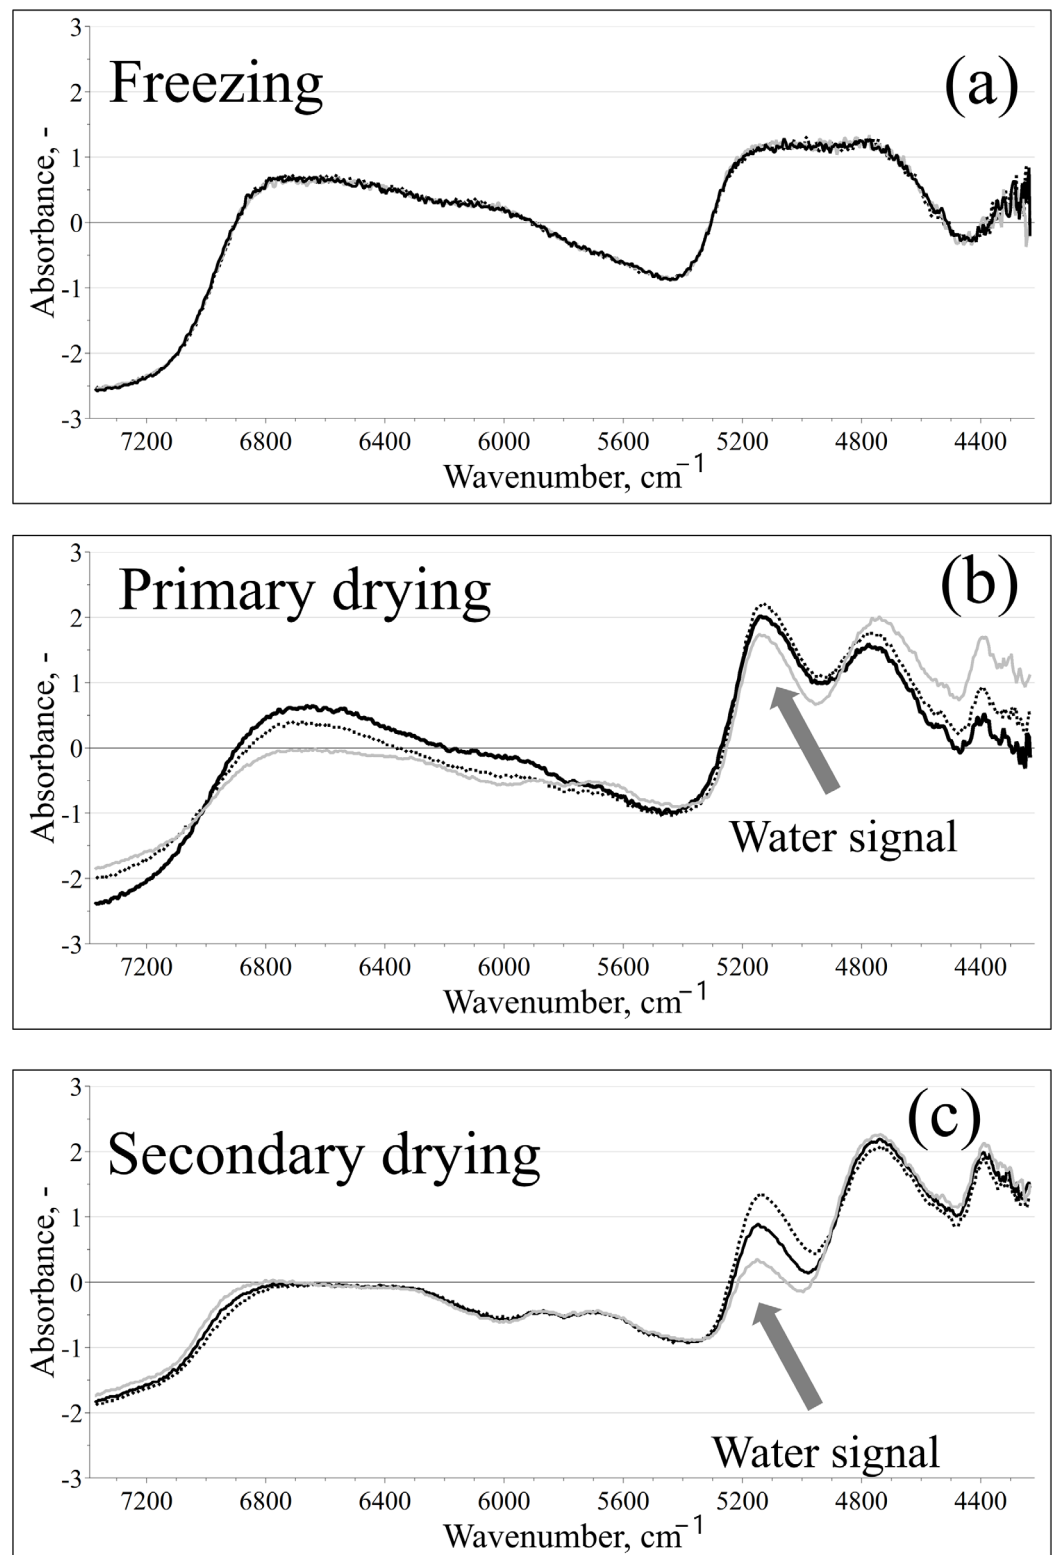 Freezing
(a)
3
2
1
0
-1
-2
-3
Absorbance, -
7200 6800 6400 6000 5600 5200 4800 4400
Wavenumber, cm⁻¹
Primary drying
(b)
3
2
1
0
-1
-2
-3
Absorbance, -
Water signal
7200 6800 6400 6000 5600 5200 4800 4400
Wavenumber, cm⁻¹
Secondary drying
(c)
3
2
1
0
-1
-2
-3
Absorbance, -
Water signal
7200 6800 6400 6000 5600 5200 4800 4400
Wavenumber, cm⁻¹